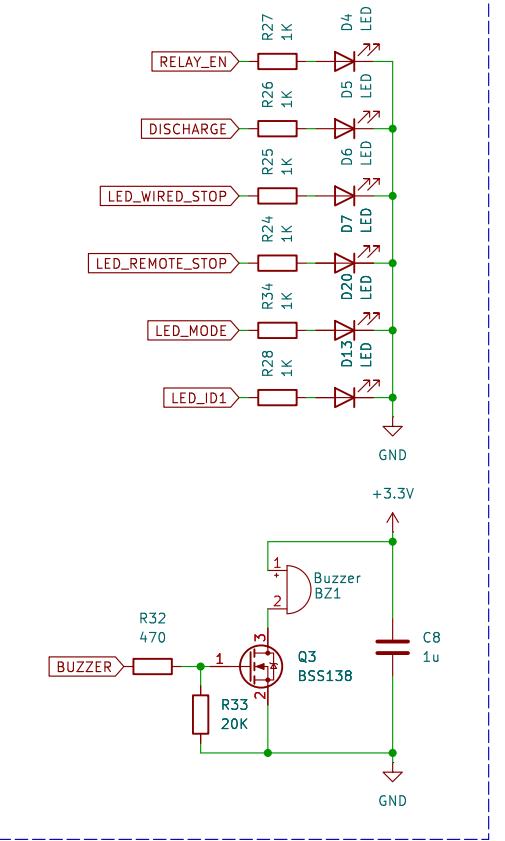 R27
1K
D4
LED
RELAY_EN
R26
1K
D5
LED
DISCHARGE
R25
1K
D6
LED
LED_WIRED_STOP
R24
1K
D7
LED
LED_REMOTE_STOP
R34
1K
D20
LED
LED_MODE
R28
1K
D13
LED
LED_ID1
GND
+3.3V
1
+
Buzzer
2
BZ1
R32
470
3
Q3
BSS138
C8
1u
BUZZER
1
2
R33
20K
GND